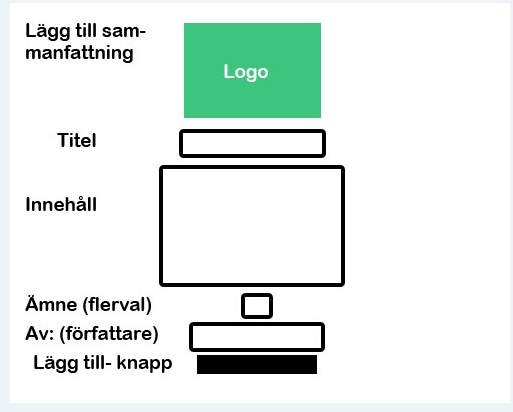 Lägg till sam-
manfattning
Logo
Titel
Innehåll
Ämne (flerval)
Av: (författare)
Lägg till- knapp